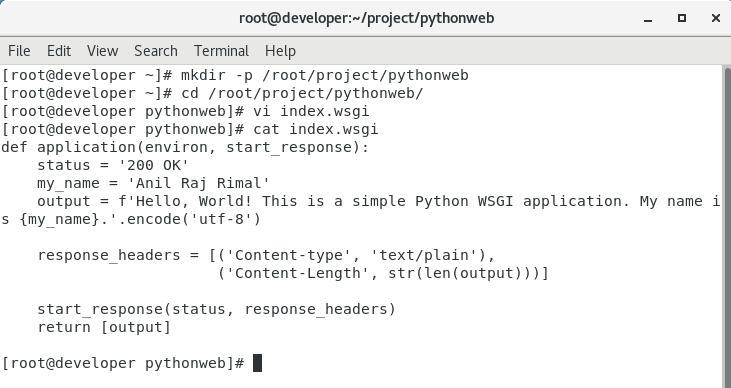 root@developer:~/project/pythonweb
File Edit View Search Terminal Help
[root@developer ~]# mkdir -p /root/project/pythonweb
[root@developer ~]# cd /root/project/pythonweb/
[root@developer pythonweb]# vi index.wsgi
[root@developer pythonweb]# cat index.wsgi
def application(environ, start_response):
    status = '200 OK'
    my_name = 'Anil Raj Rimal'
    output = f'Hello, World! This is a simple Python WSGI application. My name i
s {my_name}.'.encode('utf-8')

    response_headers = [('Content-type', 'text/plain'),
                        ('Content-Length', str(len(output)))]

    start_response(status, response_headers)
    return [output]

[root@developer pythonweb]#